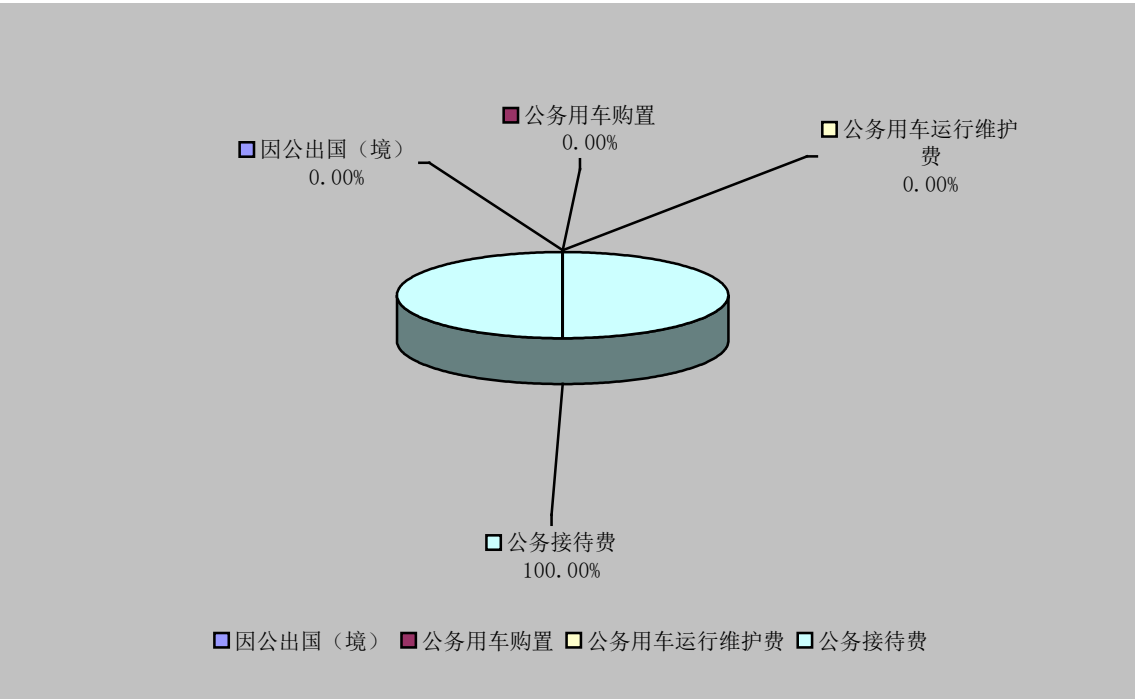 公务用车购置
0.00%
因公出国（境）
0.00%
公务用车运行维护
费
0.00%
公务接待费
100.00%
因公出国（境） 公务用车购置 公务用车运行维护费 公务接待费